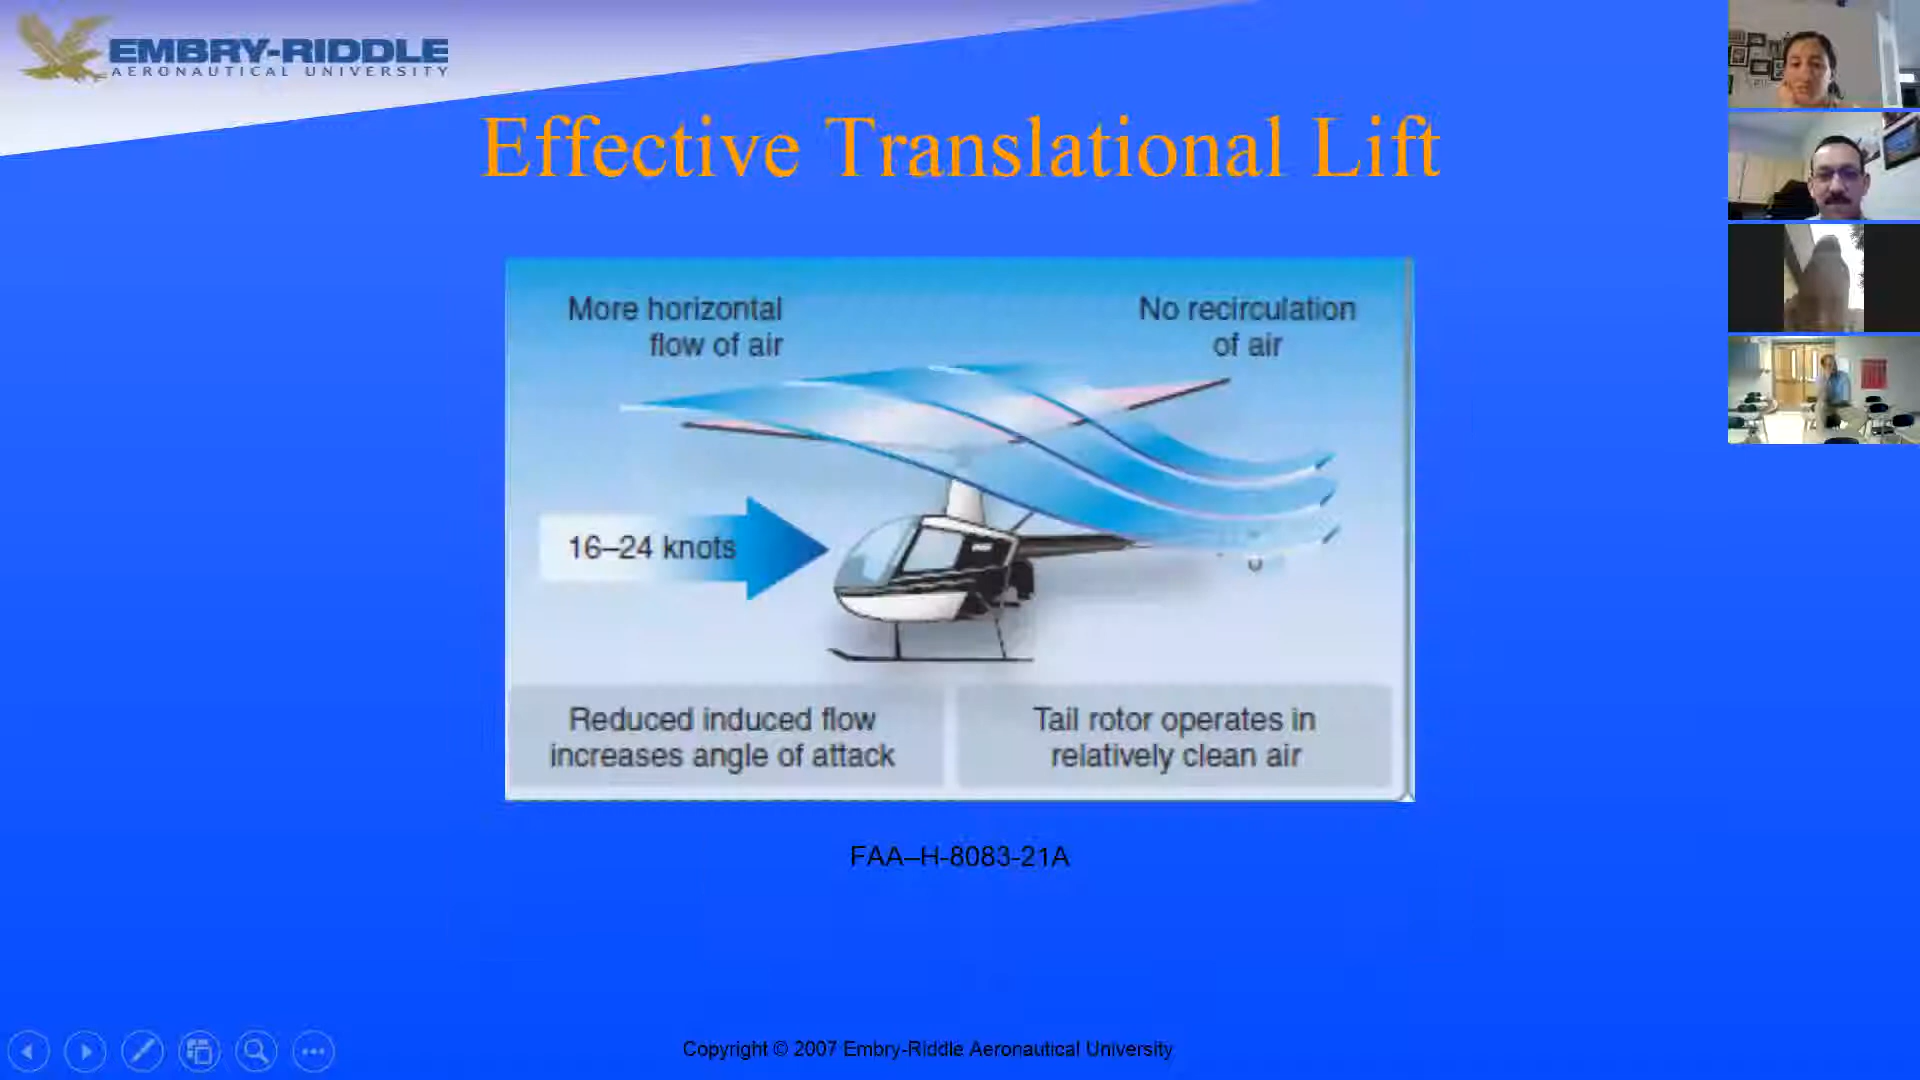 EMBRY-RIDDLE
AERONAUTICAL UNIVERSITY
Effective Translational Lift
More horizontal
flow of air
No recirculation
of air
16–24 knots
Reduced induced flow
increases angle of attack
Tail rotor operates in
relatively clean air
FAA–H-8083-21A
Copyright © 2007 Embry-Riddle Aeronautical University